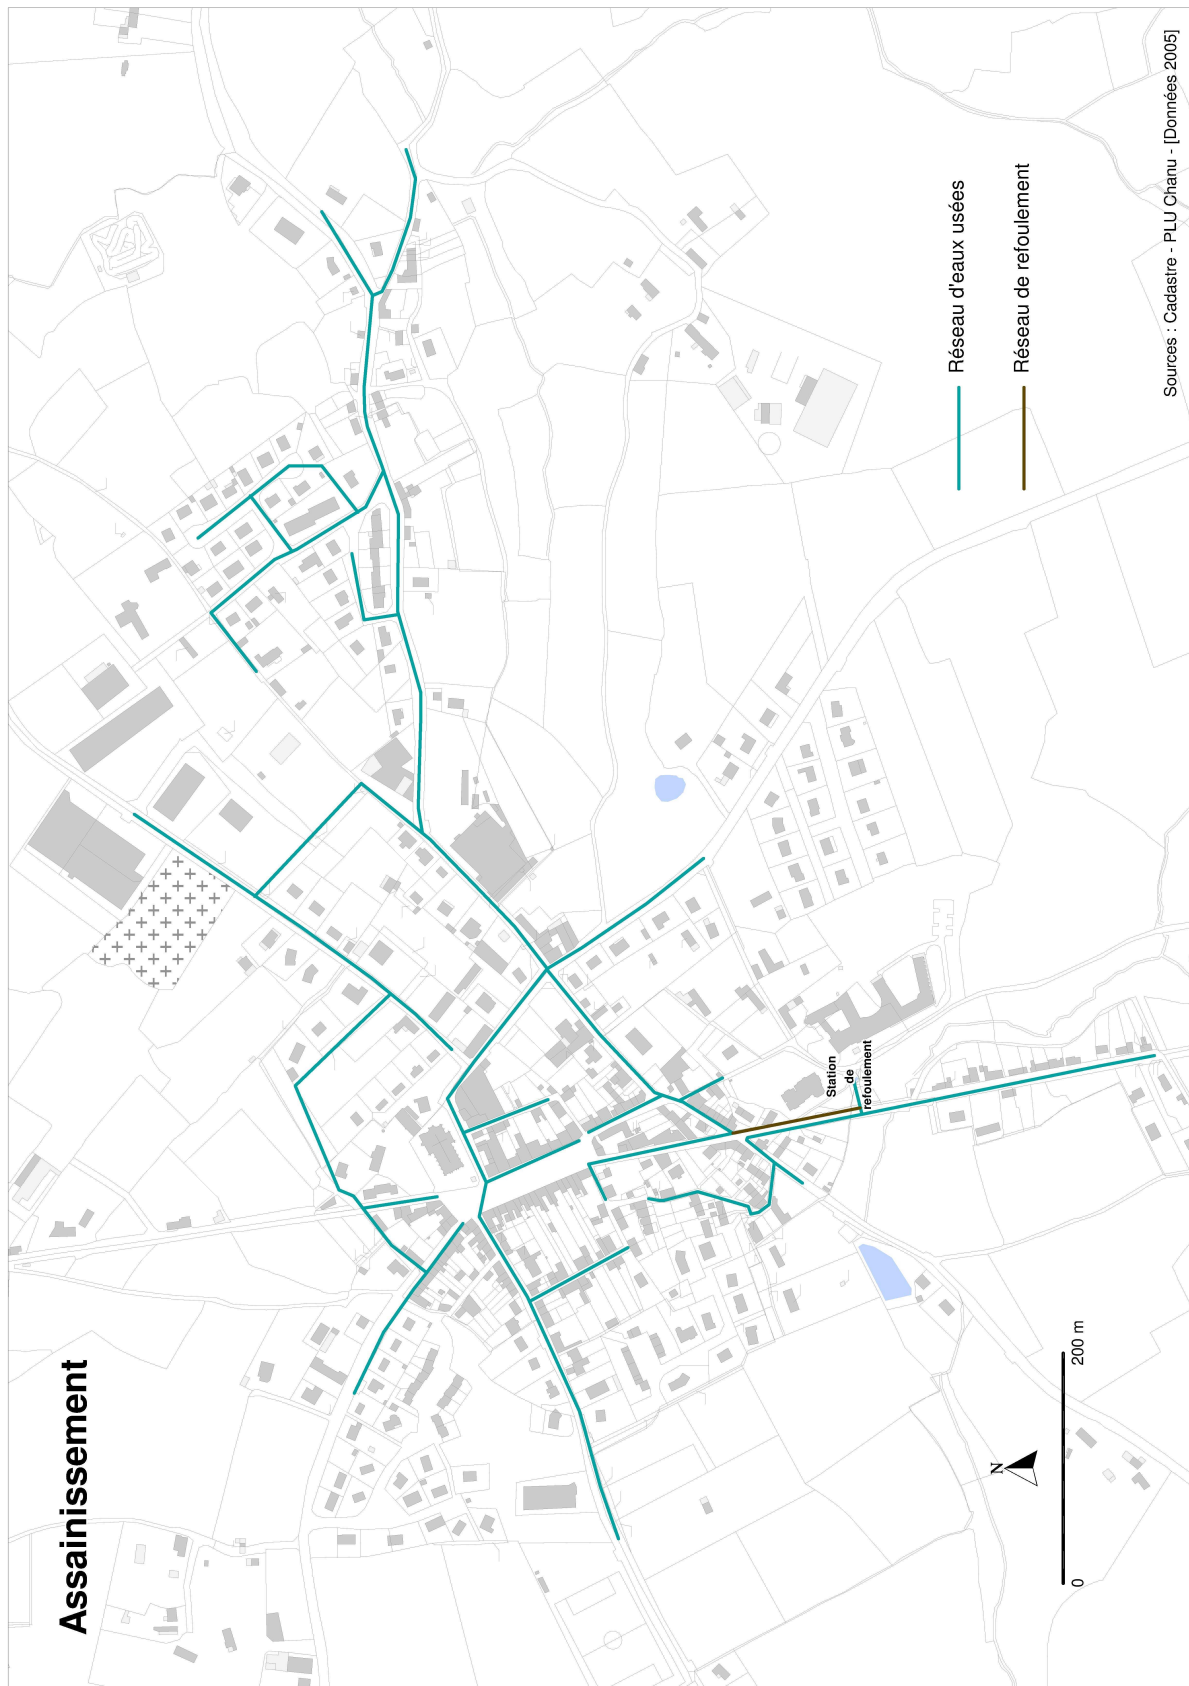 Assainissement
Station
de
refoulement
Réseau d'eaux usées
Réseau de refoulement
N
0
200 m
Sources : Cadastre - PLU Chanu - [Données 2005]